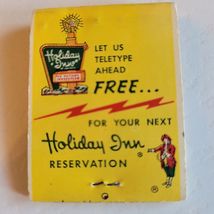 Holiday
Inn
LET US
TELETYPE
AHEAD
FREE...
FOR YOUR NEXT
Holiday Inn®
RESERVATION
®